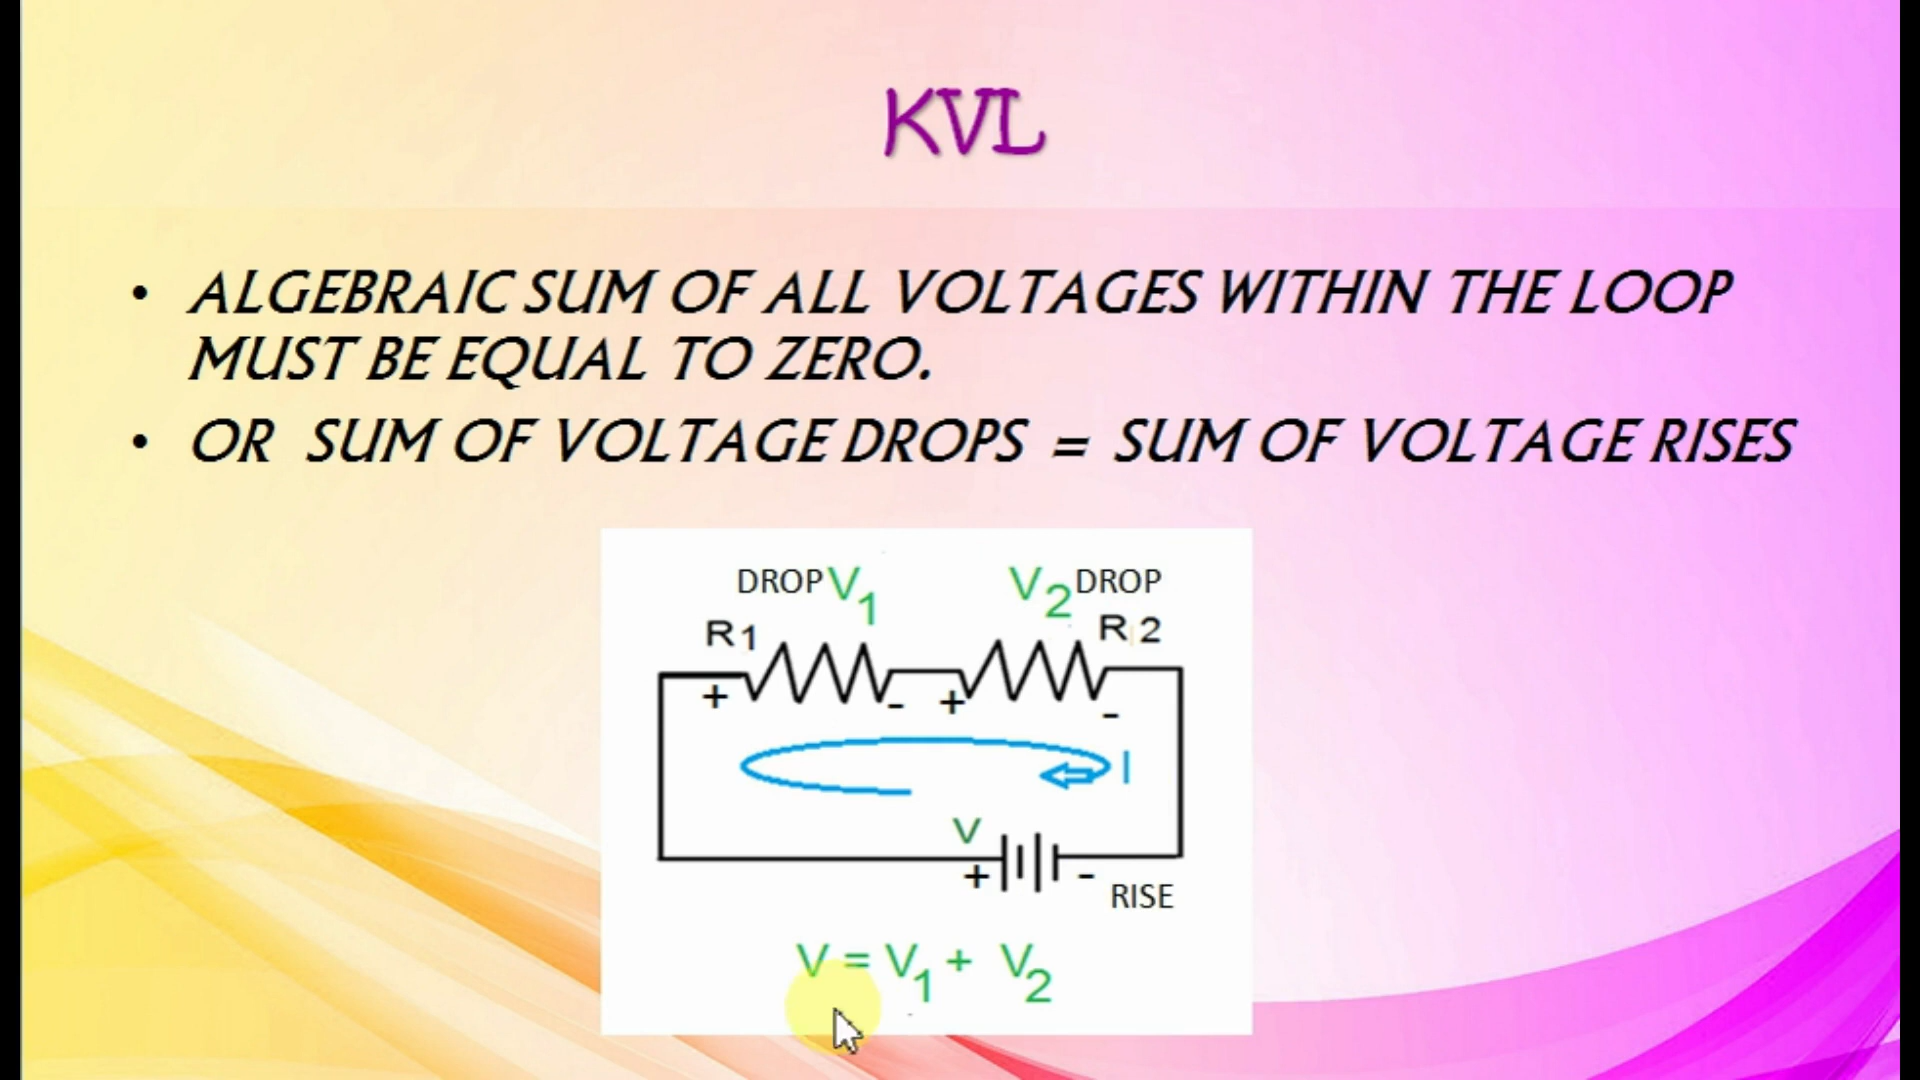 KVL
• ALGEBRAIC SUM OF ALL VOLTAGES WITHIN THE LOOP
MUST BE EQUAL TO ZERO.
• OR SUM OF VOLTAGE DROPS = SUM OF VOLTAGE RISES
DROP V1 V2 DROP
R1 R2
+ - + -
I
V
+ -
RISE
V = V1 + V2